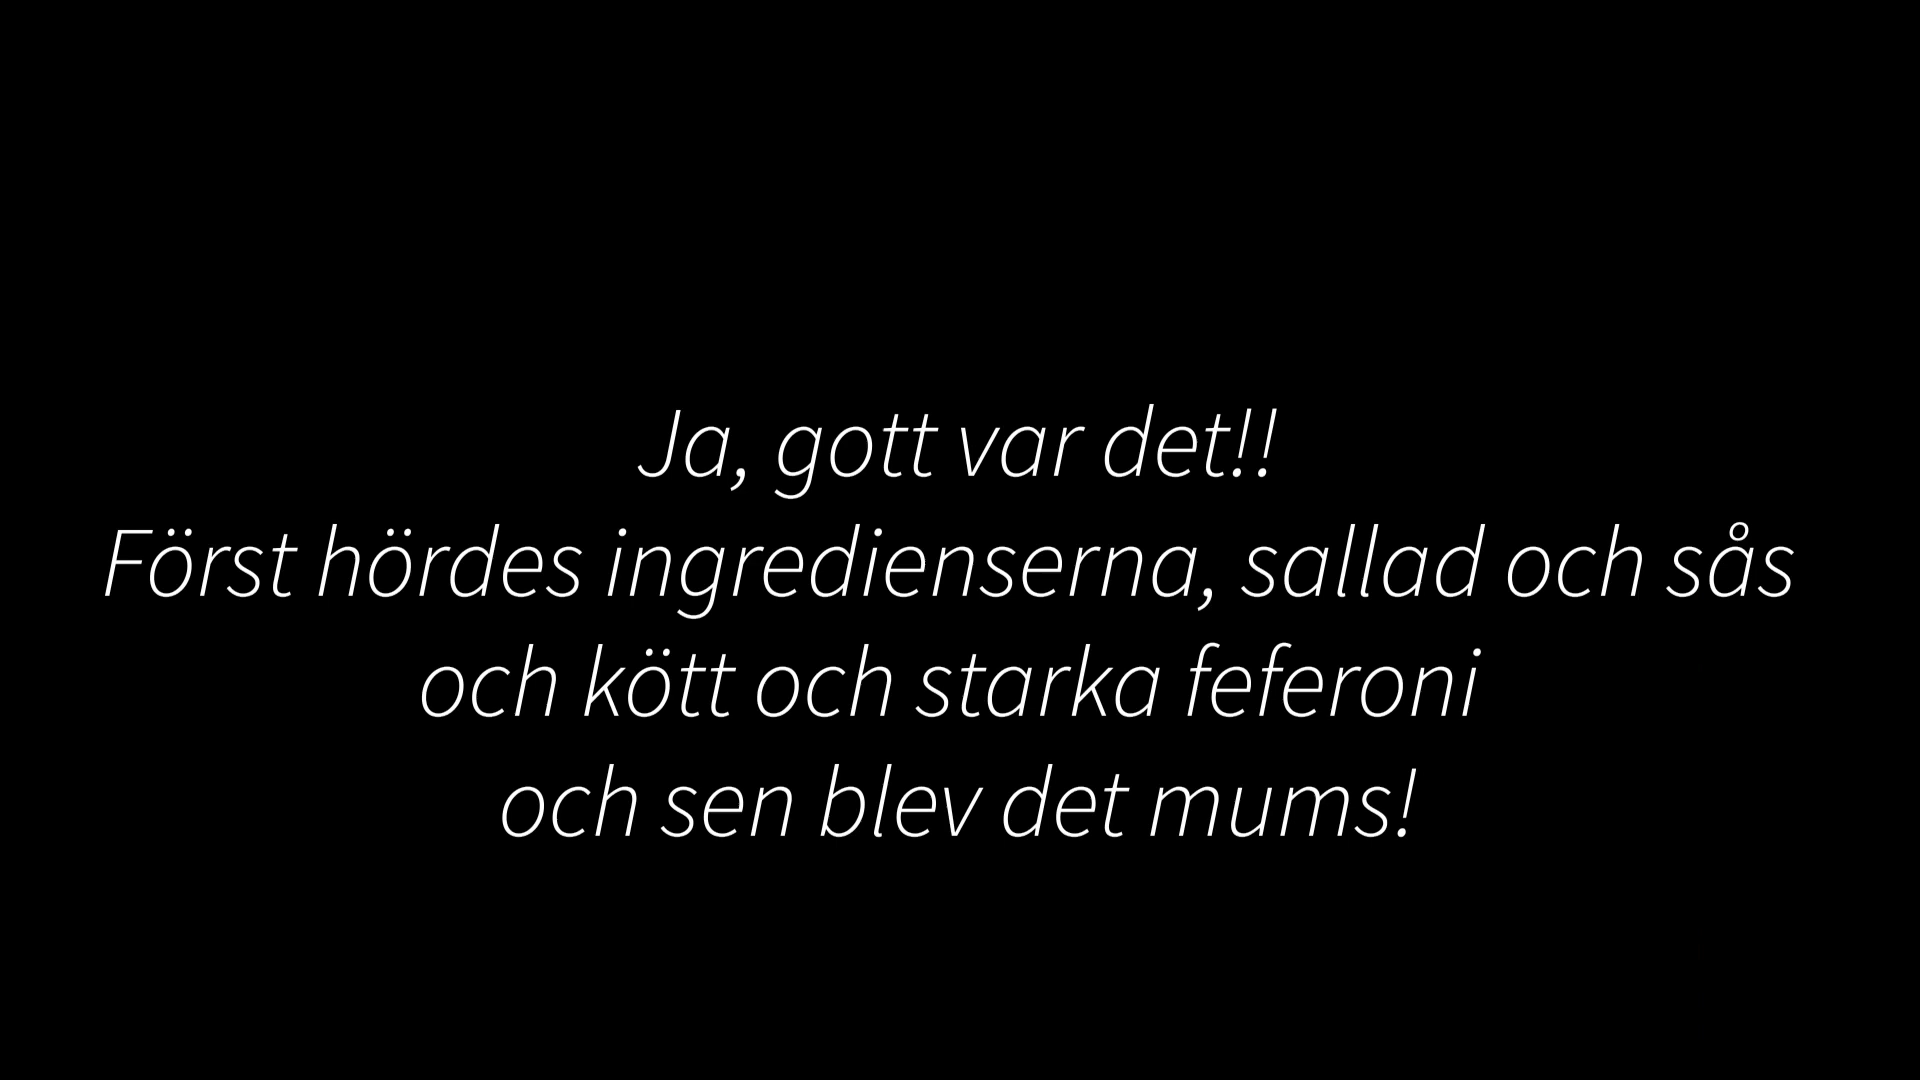 Ja, gott var det!!
Först hördes ingredienserna, sallad och sås
och kött och starka feferoni
och sen blev det mums!